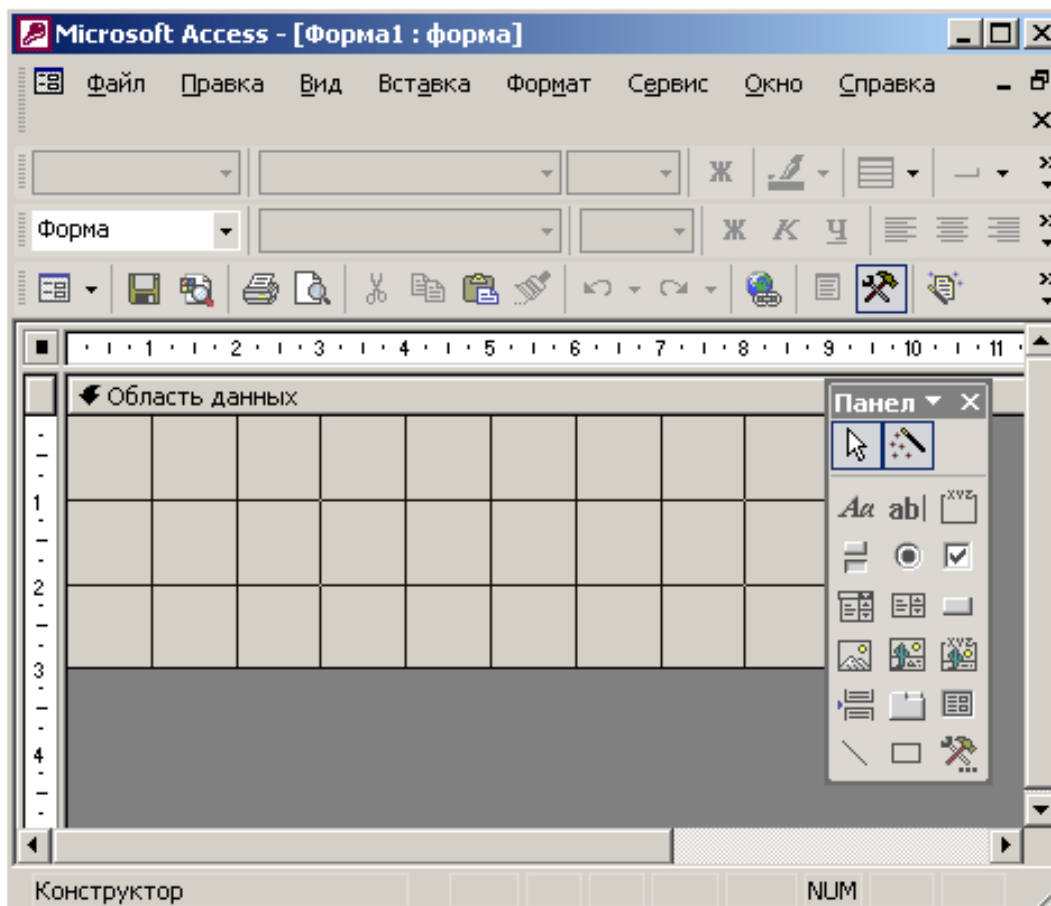 Microsoft Access - [Форма1 : форма]
Файл Правка Вид Вставка Формат Сервис Окно Справка
Ж
Форма Ж К Ч
1 2 3 4 5 6 7 8 9 10 11
Область данных
Панел
Aa ab| XYZ
XYZ
1
2
3
4
Конструктор NUM